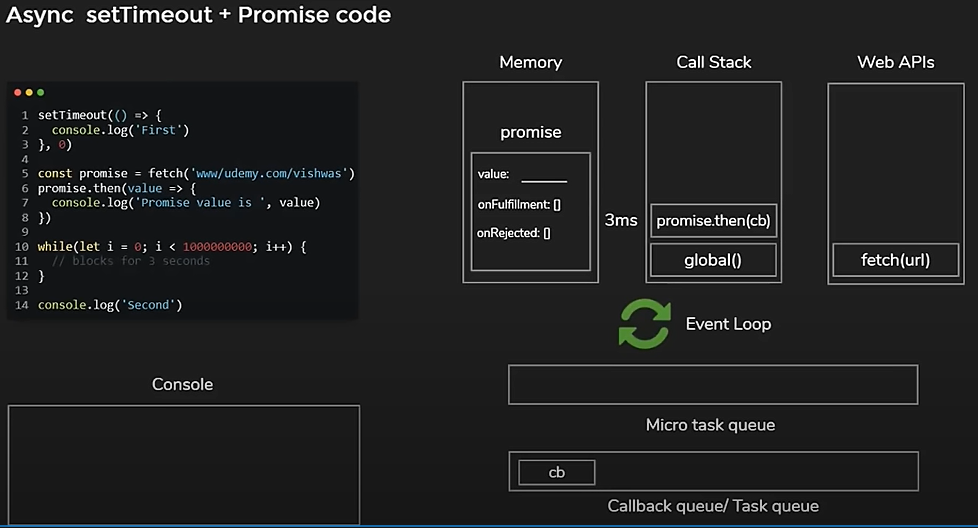 Async setTimeout + Promise code
Memory
Call Stack
Web APIs
1 setTimeout(() => {
2 console.log('First')
3 }, 0)
4
5 const promise = fetch('www/udemy.com/vishwas')
6 promise.then(value => {
7 console.log('Promise value is ', value)
8 })
9
10 while(let i = 0; i < 1000000000; i++) {
11 // blocks for 3 seconds
12 }
13
14 console.log('Second')
promise
value: ______
onFulfillment: []
onRejected: []
3ms
promise.then(cb)
global()
fetch(url)
Event Loop
Console
Micro task queue
cb
Callback queue/ Task queue